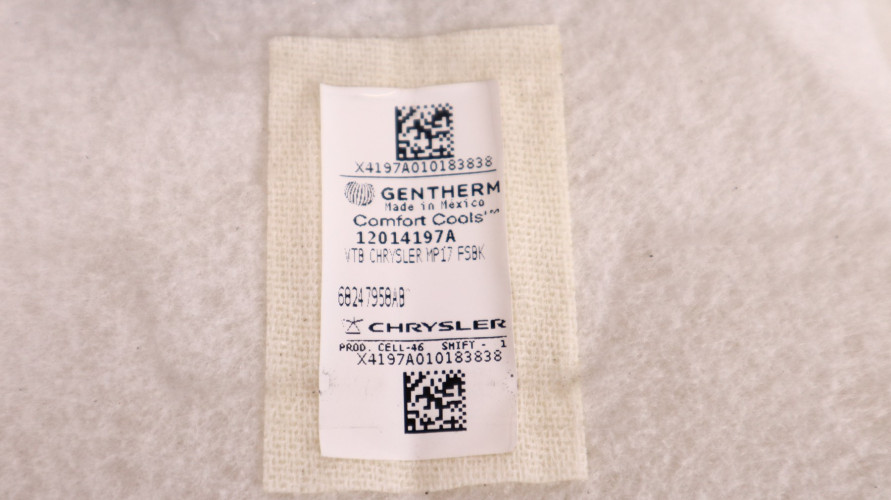 X4197A010183838
GENTHERM
Made in México
Comfort Cools™
12014197A
VTB CHRYSLER MP17 FSBK
68247958AB
CHRYSLER
PROD. CELL-46 SHIFT - 1
X4197A010183838